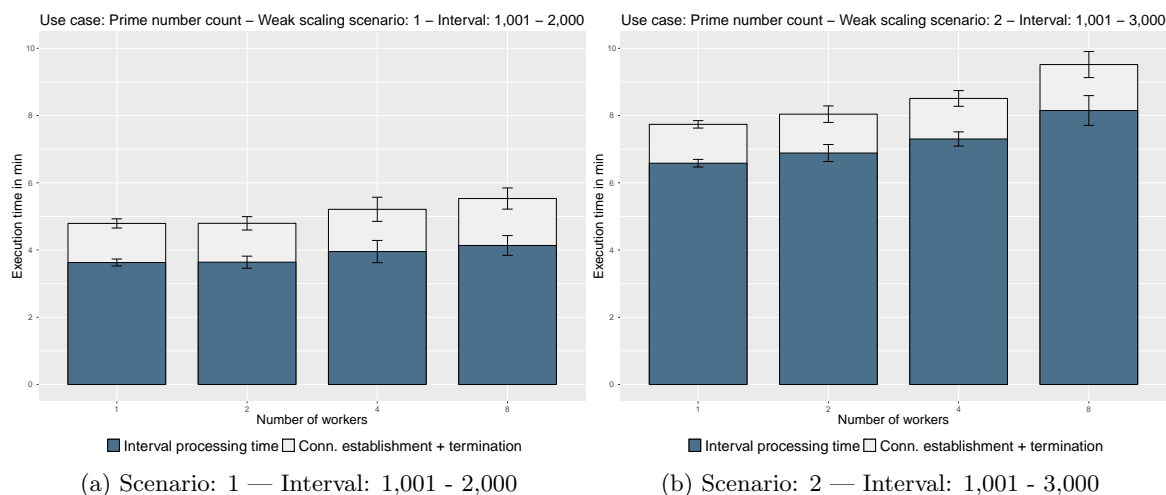 Use case: Prime number count – Weak scaling scenario: 1 – Interval: 1,001 – 2,000
10
8
6
4
2
0
Execution time in min
1
2
4
8
Number of workers
Interval processing time
Conn. establishment + termination
(a) Scenario: 1 — Interval: 1,001 - 2,000
Use case: Prime number count – Weak scaling scenario: 2 – Interval: 1,001 – 3,000
10
8
6
4
2
0
Execution time in min
1
2
4
8
Number of workers
Interval processing time
Conn. establishment + termination
(b) Scenario: 2 — Interval: 1,001 - 3,000